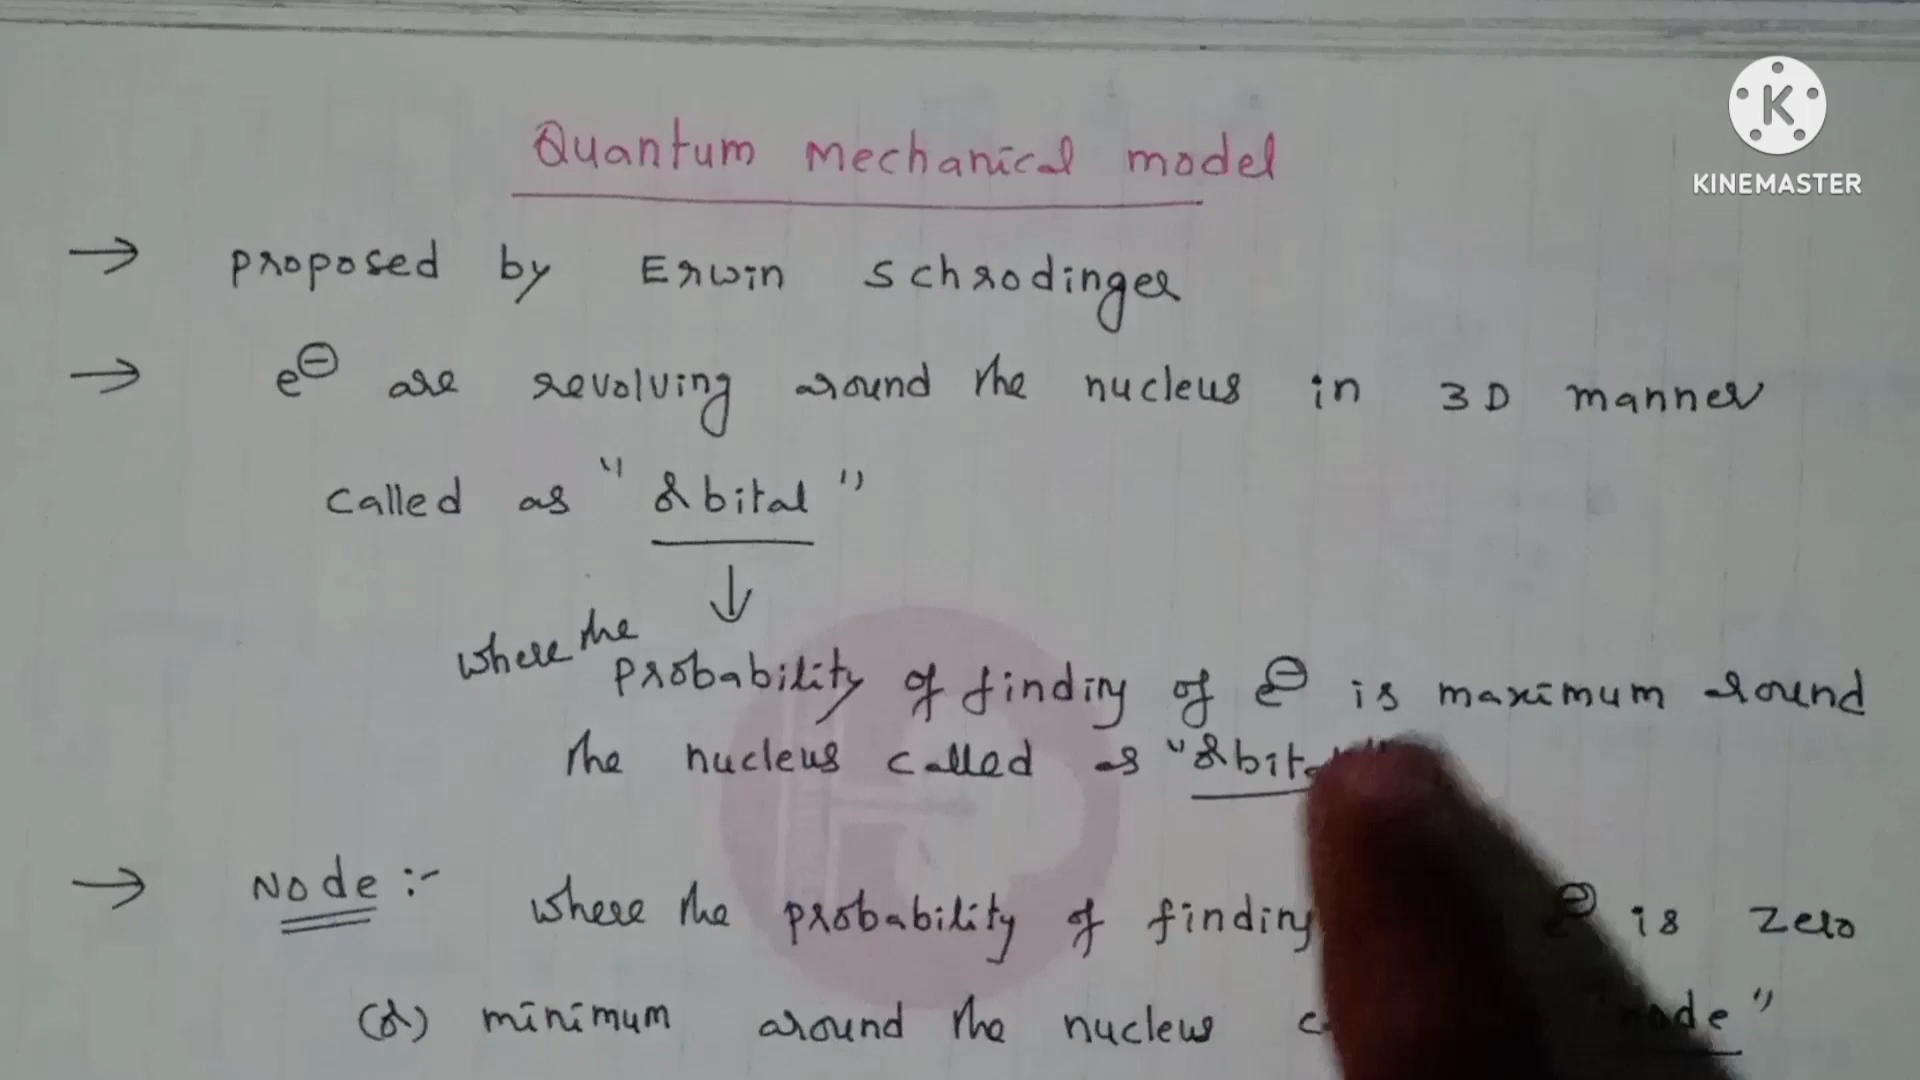 Quantum Mechanical model
KINEMASTER
→ proposed by Erwin Schrodinger
→ e⊖ are revolving around the nucleus in 3D manner
called as "orbital"
↓
where the probability of finding of e⊖ is maximum around
the nucleus called as "orbital"
→ Node :- where the probability of finding e⊖ is zero
(or) minimum around the nucleus node"